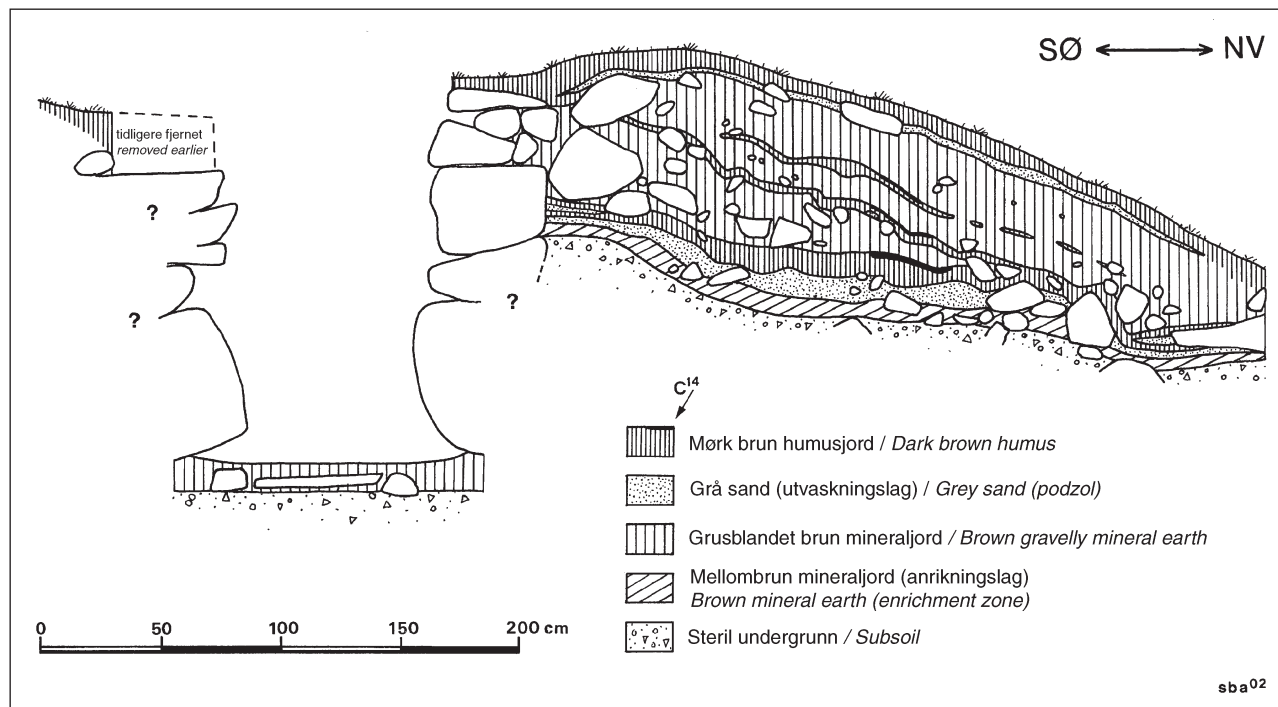 SØ NV
tidligere fjernet
removed earlier
?
?
?
C¹⁴
Mørk brun humusjord / Dark brown humus
Grå sand (utvaskningslag) / Grey sand (podzol)
Grusblandet brun mineraljord / Brown gravelly mineral earth
Mellombrun mineraljord (anrikningslag)
Brown mineral earth (enrichment zone)
Steril undergrunn / Subsoil
0 50 100 150 200 cm
sba⁰²